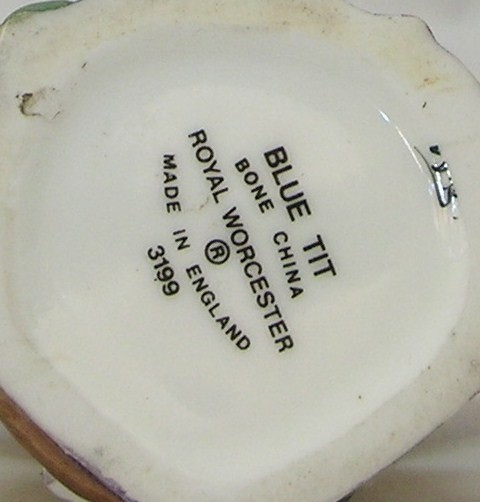 BLUE TIT
BONE CHINA
ROYAL WORCESTER
®
MADE IN ENGLAND
3199